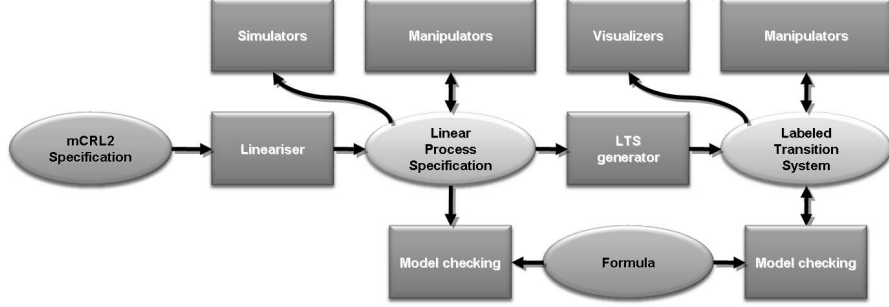 Simulators
Manipulators
Visualizers
Manipulators
mCRL2
Specification
Lineariser
Linear
Process
Specification
LTS
generator
Labeled
Transition
System
Model checking
Formula
Model checking